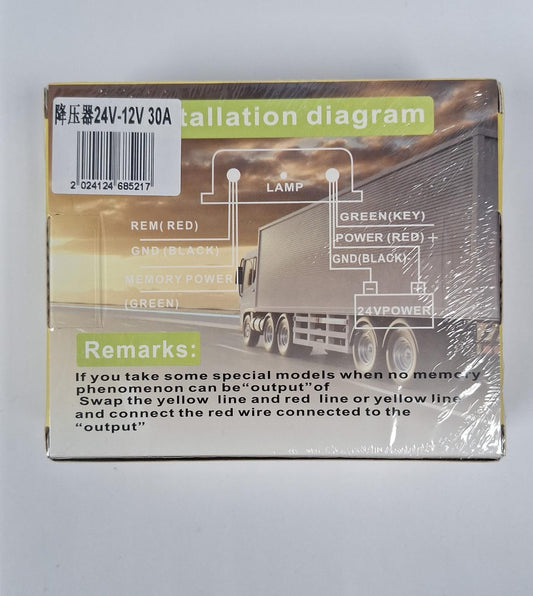 降压器24V-12V 30A
2 024124 685217
tallation diagram
LAMP
REM( RED)
GND (BLACK)
MEMORY POWER
(GREEN)
GREEN(KEY)
POWER (RED) +
GND(BLACK)
24VPOWER
Remarks:
If you take some special models when no memory
phenomenon can be“output”of
Swap the yellow line and red line or yellow line
and connect the red wire connected to the
“output”